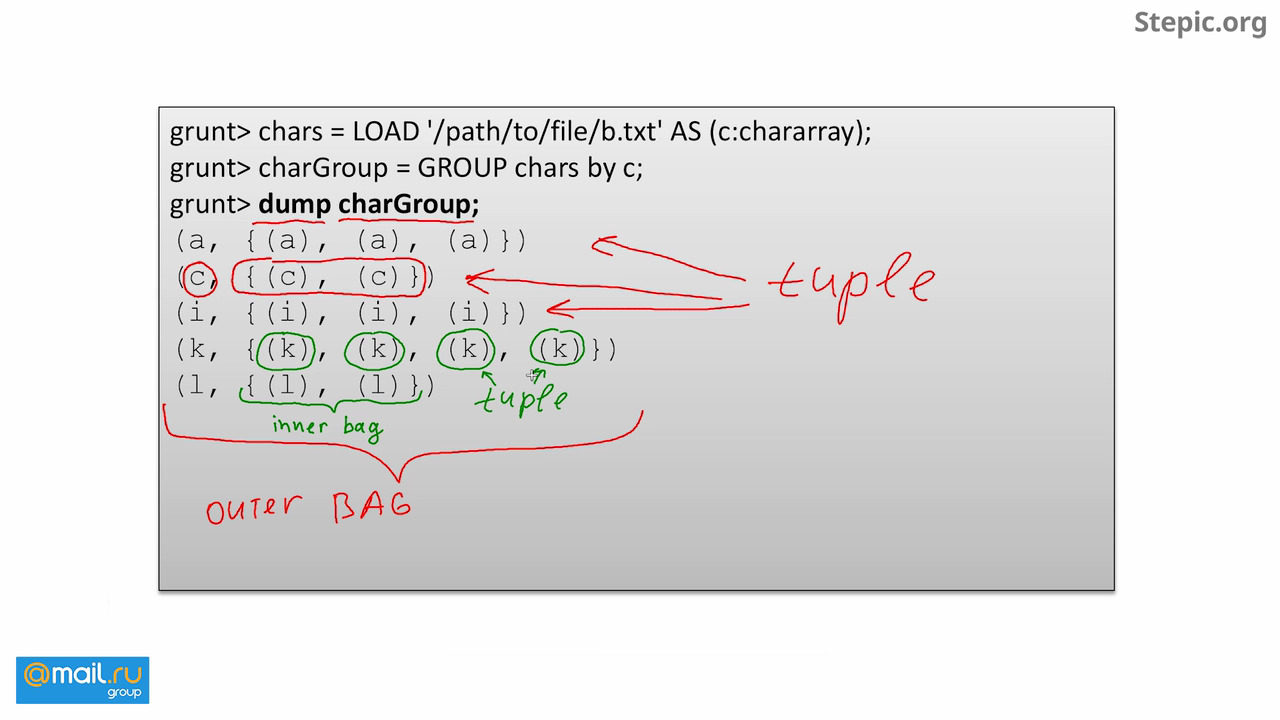 Stepic.org
grunt> chars = LOAD '/path/to/file/b.txt' AS (c:chararray);
grunt> charGroup = GROUP chars by c;
grunt> dump charGroup;
(a, {(a), (a), (a)})
(c, {(c), (c)})
tuple
(i, {(i), (i), (i)})
(k, {(k), (k), (k), (k)})
(l, {(l), (l)})
tuple
inner bag
OUTER BAG
@mail.ru
group